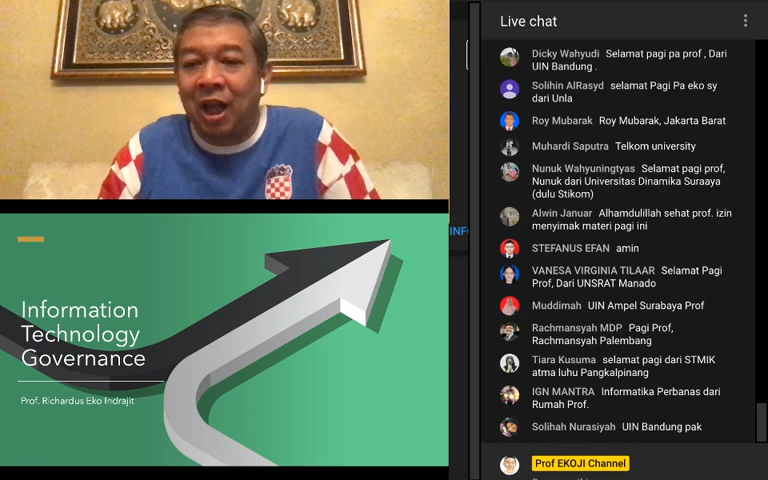 Live chat
Dicky Wahyudi Selamat pagi pa prof , Dari
UIN Bandung .
Solihin AlRasyd selamat Pagi Pa eko sy
dari Unla
Roy Mubarak Roy Mubarak, Jakarta Barat
Muhardi Saputra Telkom university
Nunuk Wahyuningtyas Selamat pagi prof,
Nunuk dari Universitas Dinamika Suraaya
(dulu Stikom)
Alwin Januar Alhamdulillah sehat prof. izin
menyimak materi pagi ini
STEFANUS EFAN amin
VANESA VIRGINIA TILAAR Selamat Pagi
Prof, Dari UNSRAT Manado
Muddimah UIN Ampel Surabaya Prof
Rachmansyah MDP Pagi Prof,
Rachmansyah Palembang
Tiara Kusuma selamat pagi dari STMIK
atma luhu Pangkalpinang
IGN MANTRA Informatika Perbanas dari
Rumah Prof.
Solihah Nurasiyah UIN Bandung pak
Prof EKOJI Channel
INF
Information
Technology
Governance
Prof. Richardus Eko Indrajit